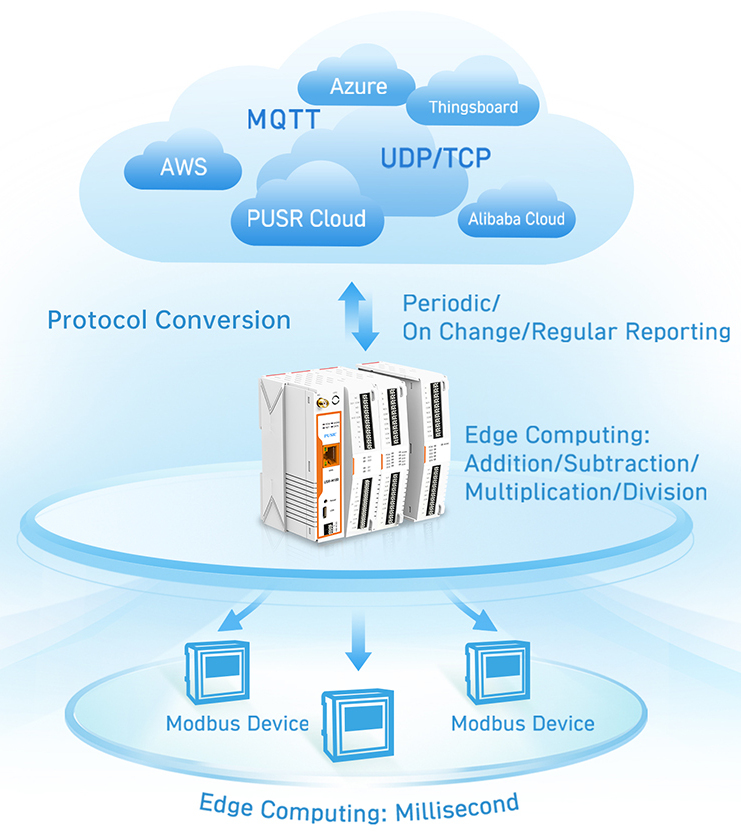 Azure
Thingsboard
MQTT
UDP/TCP
AWS
PUSR Cloud
Alibaba Cloud
Protocol Conversion
Periodic/
On Change/Regular Reporting
PUSR
Edge Computing:
Addition/Subtraction/
Multiplication/Division
Modbus Device
Modbus Device
Edge Computing: Millisecond